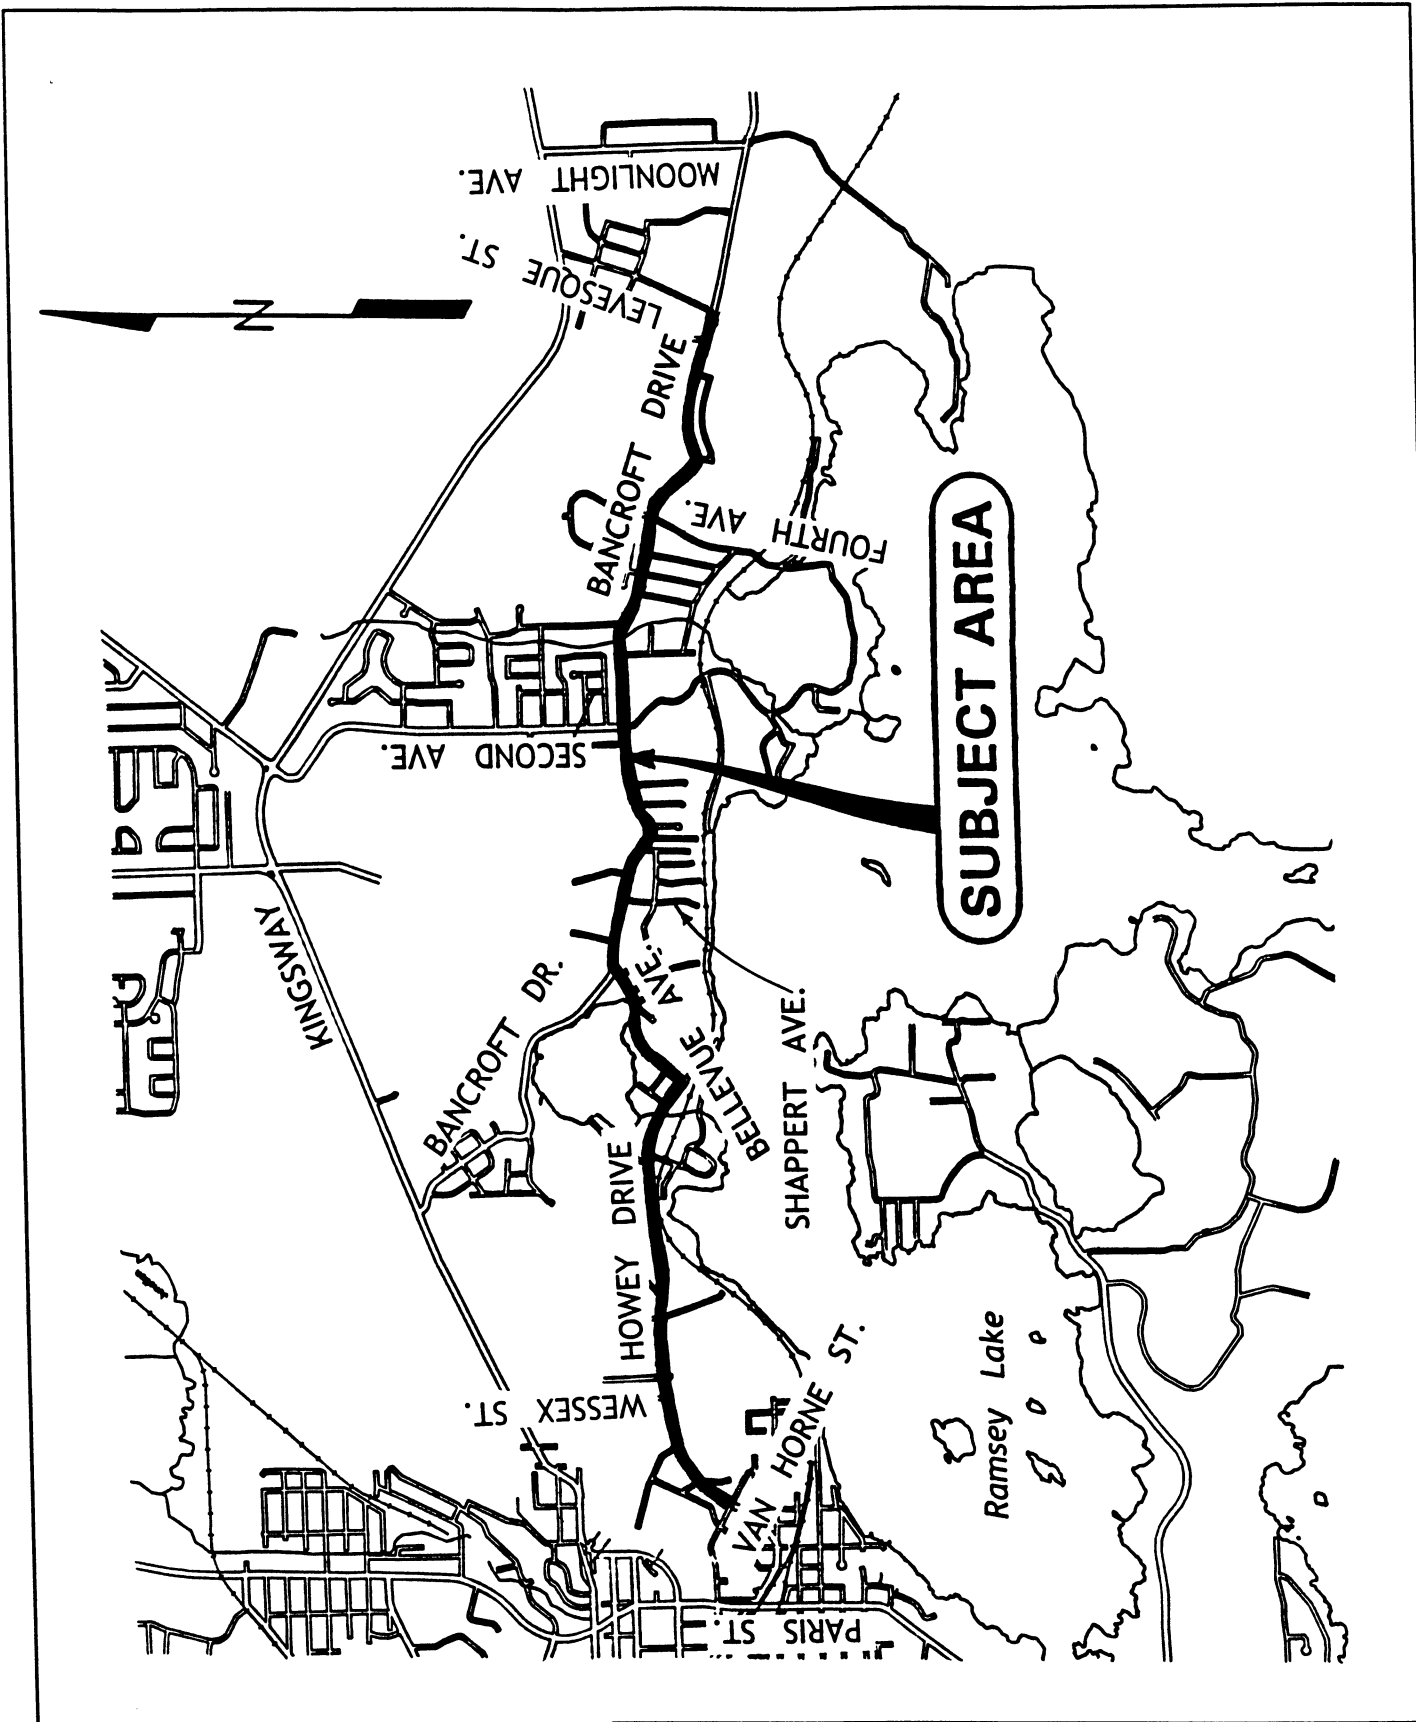 MOONLIGHT AVE.
LEVESQUE ST.
N
BANCROFT DRIVE
FOURTH AVE.
SECOND AVE.
SUBJECT AREA
KINGSWAY
BANCROFT DR.
BELLEVUE AVE.
SHAPPERT AVE.
HOWEY DRIVE
WESSEX ST.
VAN HORNE ST.
Ramsey Lake
PARIS ST.